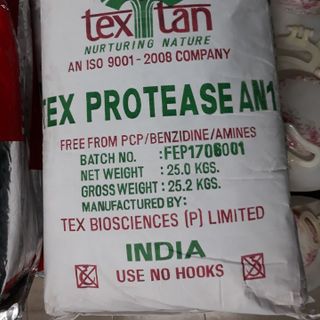 tex tan
NURTURING NATURE
AN ISO 9001 - 2008 COMPANY
TEX PROTEASE AN1
FREE FROM PCP/BENZIDINE/AMINES
BATCH NO. : FEP1706001
NET WEIGHT : 25.0 KGS.
GROSS WEIGHT : 25.2 KGS.
MANUFACTURED BY:
TEX BIOSCIENCES (P) LIMITED
INDIA
USE NO HOOKS